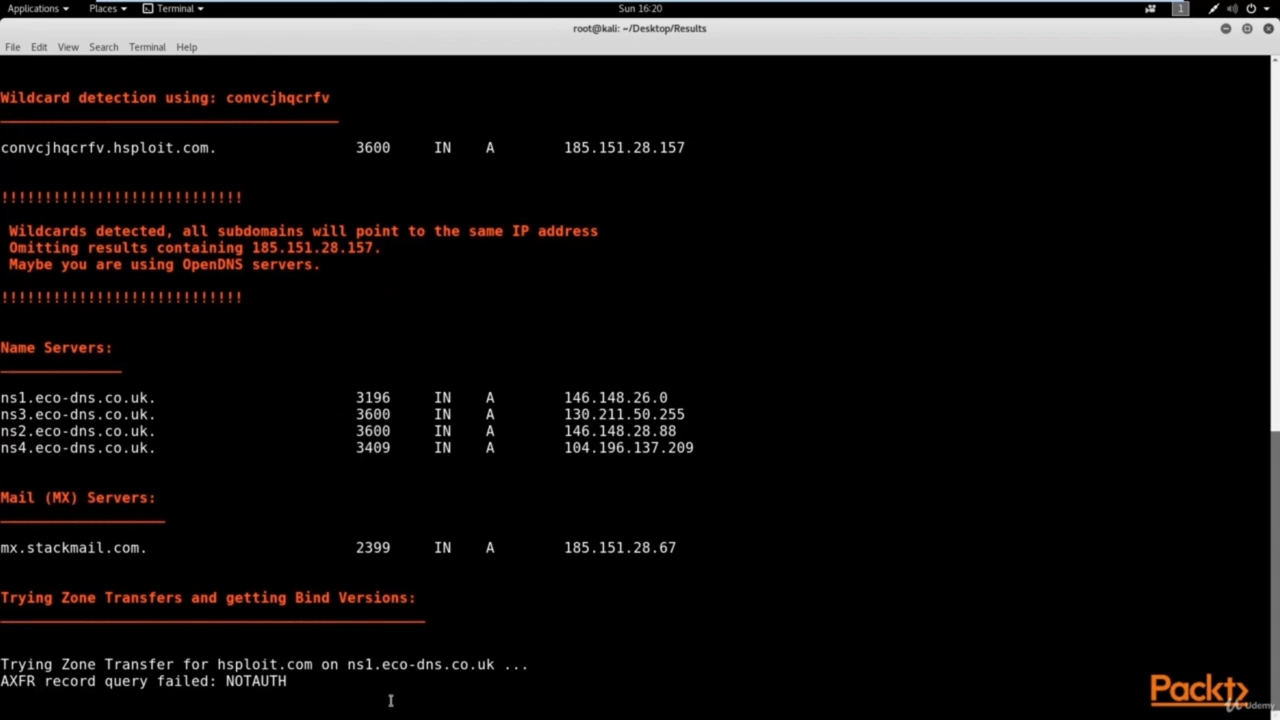 Applications Places Terminal Sun 16:20 1
root@kali: ~/Desktop/Results
File Edit View Search Terminal Help
Wildcard detection using: convcjhqcrfv
convcjhqcrfv.hsploit.com. 3600 IN A 185.151.28.157
!!!!!!!!!!!!!!!!!!!!!!!!!!!!
Wildcards detected, all subdomains will point to the same IP address
Omitting results containing 185.151.28.157.
Maybe you are using OpenDNS servers.
!!!!!!!!!!!!!!!!!!!!!!!!!!!!
Name Servers:
ns1.eco-dns.co.uk. 3196 IN A 146.148.26.0
ns3.eco-dns.co.uk. 3600 IN A 130.211.50.255
ns2.eco-dns.co.uk. 3600 IN A 146.148.28.88
ns4.eco-dns.co.uk. 3409 IN A 104.196.137.209
Mail (MX) Servers:
mx.stackmail.com. 2399 IN A 185.151.28.67
Trying Zone Transfers and getting Bind Versions:
Trying Zone Transfer for hsploit.com on ns1.eco-dns.co.uk ...
AXFR record query failed: NOTAUTH
Packt>
Udemy